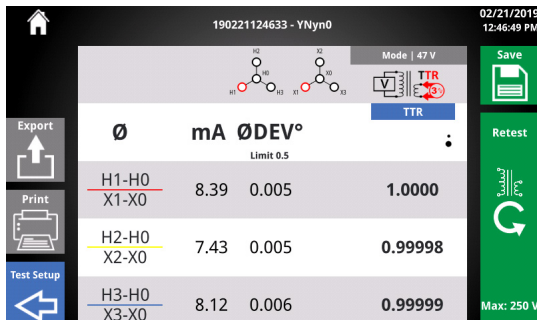 190221124633 - YNyn0
02/21/2019
12:46:49 PM
H2
H0
H1
H3
X2
X0
X1
X3
Mode | 47 V
V
TTR
3
TTR
Save
Export
Ø
mA
ØDEV°
Limit 0.5
:
Retest
H1-H0
X1-X0
8.39
0.005
1.0000
Print
H2-H0
X2-X0
7.43
0.005
0.99998
Test Setup
H3-H0
X3-X0
8.12
0.006
0.99999
Max: 250 V